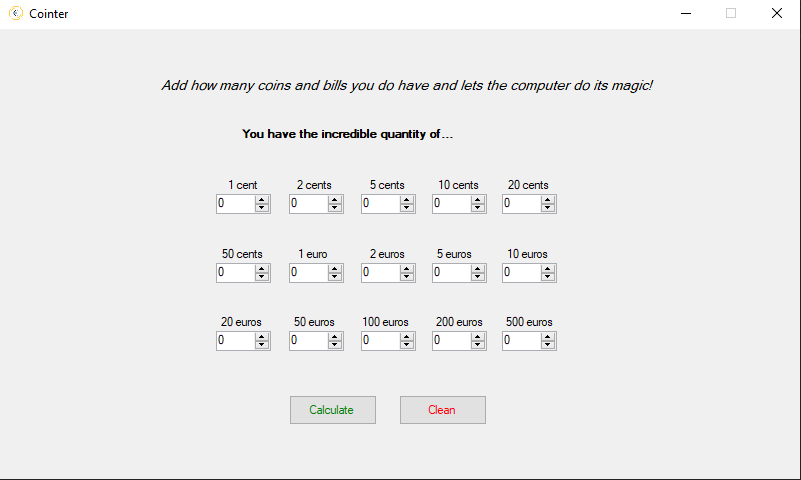 Cointer
Add how many coins and bills you do have and lets the computer do its magic!
You have the incredible quantity of...
1 cent 2 cents 5 cents 10 cents 20 cents
0 0 0 0 0
50 cents 1 euro 2 euros 5 euros 10 euros
0 0 0 0 0
20 euros 50 euros 100 euros 200 euros 500 euros
0 0 0 0 0
Calculate Clean